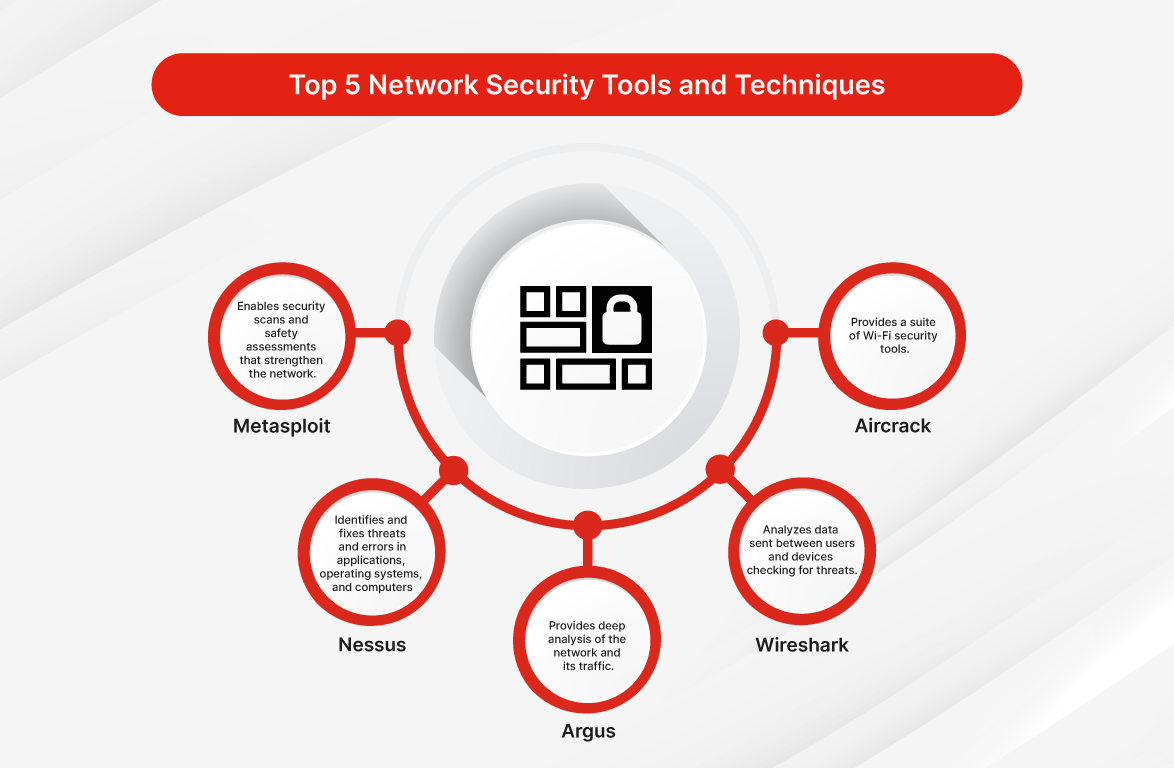 Top 5 Network Security Tools and Techniques
Enables security
scans and
safety
assessments
that strengthen
the network.
Metasploit
Identifies and
fixes threats
and errors in
applications,
operating systems,
and computers
Nessus
Provides deep
analysis of the
network and
its traffic.
Argus
Analyzes data
sent between users
and devices
checking for threats.
Wireshark
Provides a suite
of Wi-Fi security
tools.
Aircrack